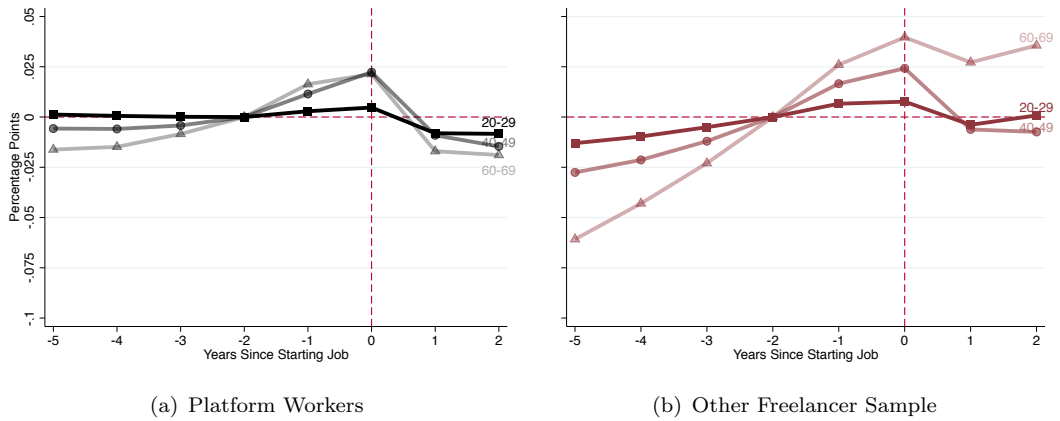 .05
.025
0
-.025
-.05
-.075
-.1
Percentage Points
20-29
40-49
60-69
-5 -4 -3 -2 -1 0 1 2
Years Since Starting Job
(a) Platform Workers
60-69
20-29
40-49
-5 -4 -3 -2 -1 0 1 2
Years Since Starting Job
(b) Other Freelancer Sample